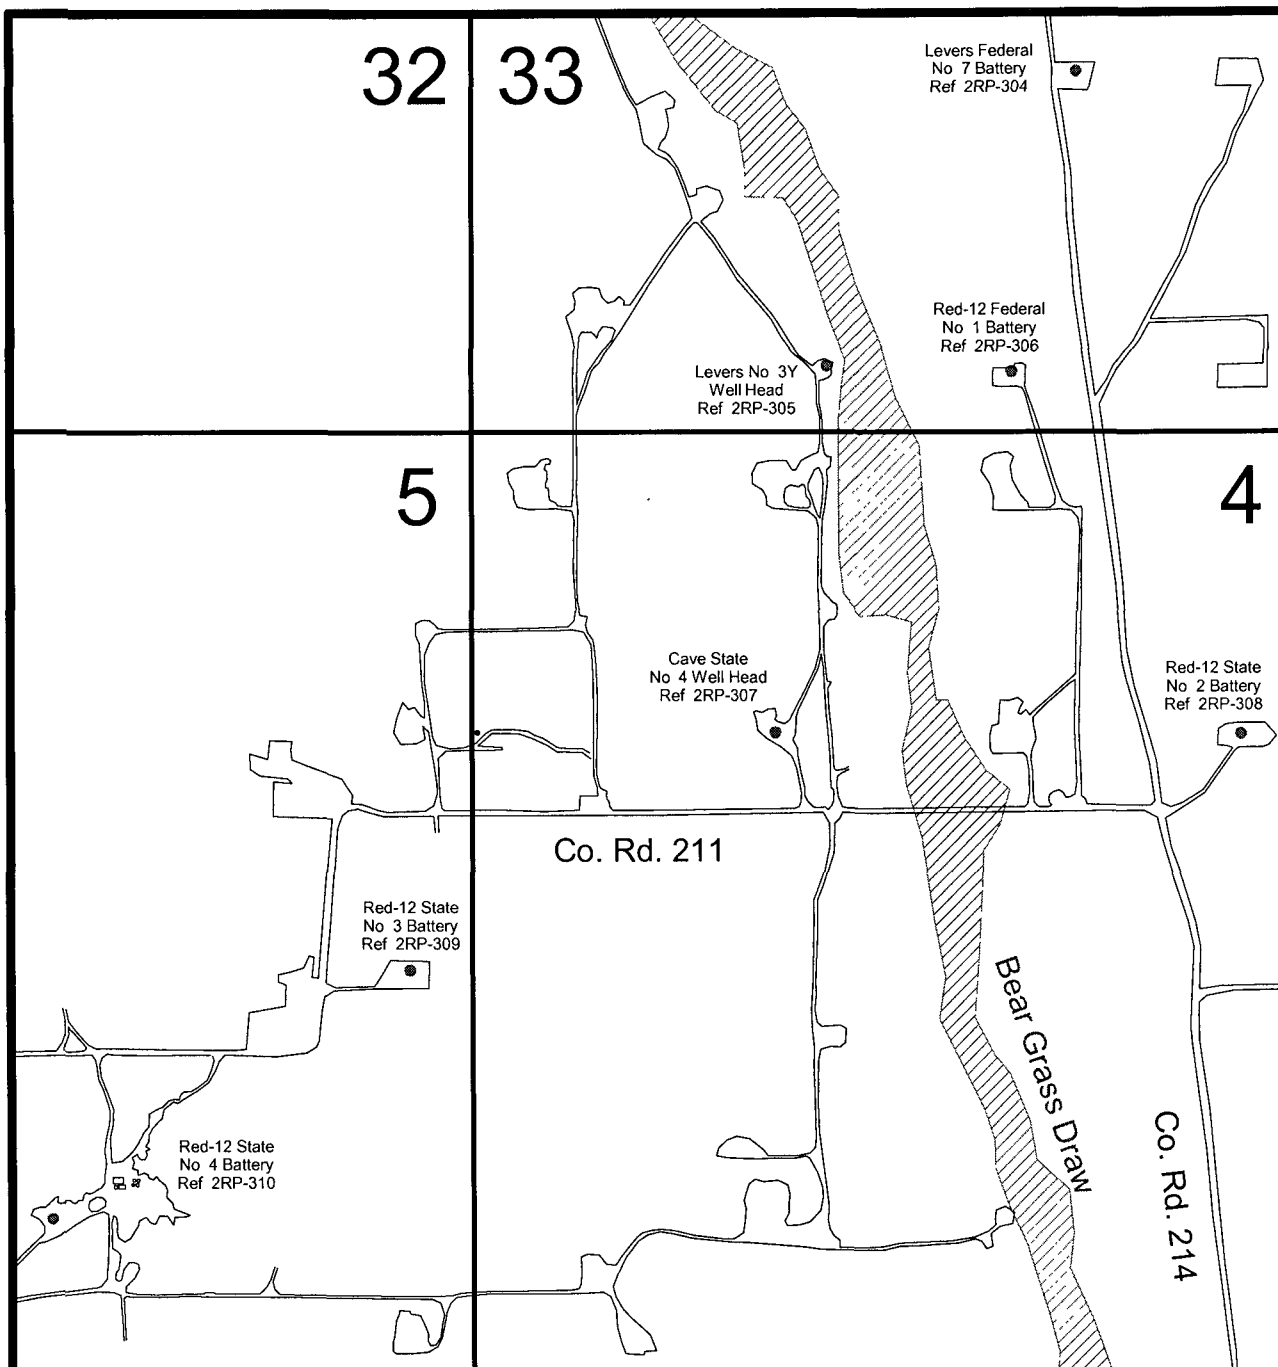 32
33
Levers Federal
No 7 Battery
Ref 2RP-304
Red-12 Federal
No 1 Battery
Ref 2RP-306
Levers No 3Y
Well Head
Ref 2RP-305
5
4
Cave State
No 4 Well Head
Ref 2RP-307
Red-12 State
No 2 Battery
Ref 2RP-308
Co. Rd. 211
Red-12 State
No 3 Battery
Ref 2RP-309
Bear Grass Draw
Co. Rd. 214
Red-12 State
No 4 Battery
Ref 2RP-310